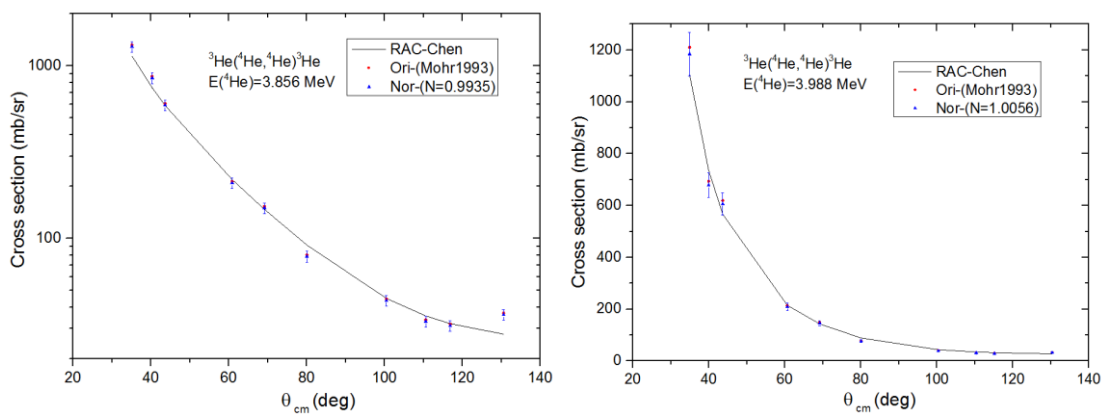 1000
100
Cross section (mb/sr)
³He(⁴He,⁴He)³He
E(⁴He)=3.856 MeV
RAC-Chen
Ori-(Mohr1993)
Nor-(N=0.9935)
20 40 60 80 100 120 140
θcm (deg)
1200
1000
800
600
400
200
0
Cross section (mb/sr)
³He(⁴He,⁴He)³He
E(⁴He)=3.988 MeV
RAC-Chen
Ori-(Mohr1993)
Nor-(N=1.0056)
20 40 60 80 100 120 140
θcm (deg)